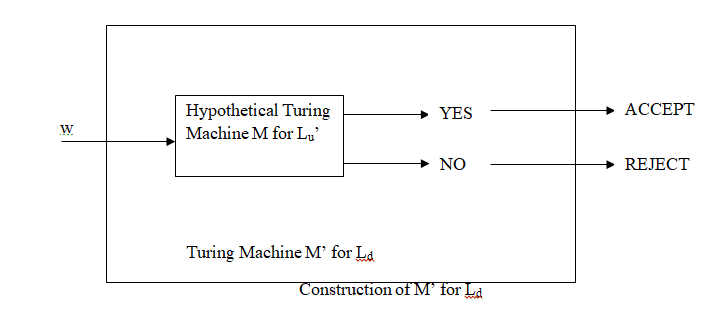 Hypothetical Turing
Machine M for Lu’
w
YES
ACCEPT
NO
REJECT
Turing Machine M’ for Ld
Construction of M’ for Ld